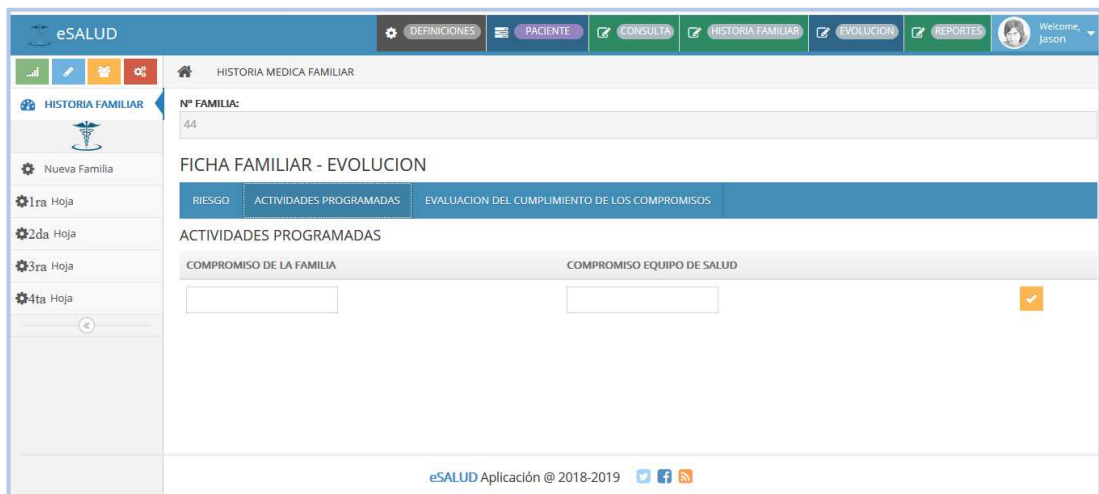 eSALUD
DEFINICIONES
PACIENTE
CONSULTA
HISTORIA FAMILIAR
EVOLUCION
REPORTES
Welcome,
Jason
HISTORIA MEDICA FAMILIAR
HISTORIA FAMILIAR
Nueva Familia
1ra Hoja
2da Hoja
3ra Hoja
4ta Hoja
Nº FAMILIA:
44
FICHA FAMILIAR - EVOLUCION
RIESGO ACTIVIDADES PROGRAMADAS EVALUACION DEL CUMPLIMIENTO DE LOS COMPROMISOS
ACTIVIDADES PROGRAMADAS
COMPROMISO DE LA FAMILIA COMPROMISO EQUIPO DE SALUD
eSALUD Aplicación @ 2018-2019